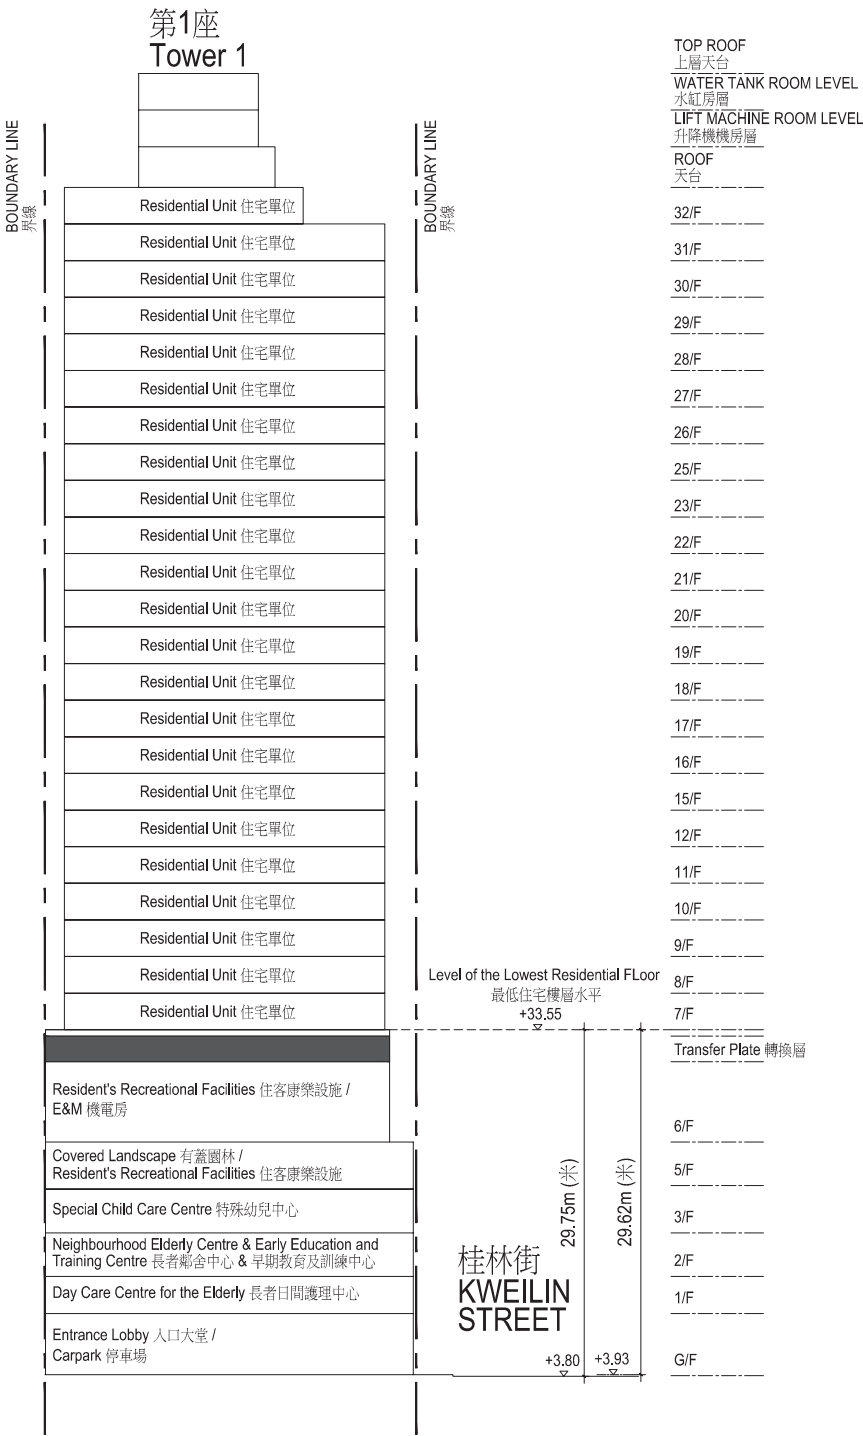 第1座
Tower 1
TOP ROOF
上層天台
WATER TANK ROOM LEVEL
水缸房層
LIFT MACHINE ROOM LEVEL
升降機機房層
ROOF
天台
BOUNDARY LINE
界線
BOUNDARY LINE
界線
Residential Unit 住宅單位
32/F
Residential Unit 住宅單位
31/F
Residential Unit 住宅單位
30/F
Residential Unit 住宅單位
29/F
Residential Unit 住宅單位
28/F
Residential Unit 住宅單位
27/F
Residential Unit 住宅單位
26/F
Residential Unit 住宅單位
25/F
Residential Unit 住宅單位
23/F
Residential Unit 住宅單位
22/F
Residential Unit 住宅單位
21/F
Residential Unit 住宅單位
20/F
Residential Unit 住宅單位
19/F
Residential Unit 住宅單位
18/F
Residential Unit 住宅單位
17/F
Residential Unit 住宅單位
16/F
Residential Unit 住宅單位
15/F
Residential Unit 住宅單位
12/F
Residential Unit 住宅單位
11/F
Residential Unit 住宅單位
10/F
Residential Unit 住宅單位
9/F
Residential Unit 住宅單位
8/F
Residential Unit 住宅單位
7/F
Level of the Lowest Residential FLoor
最低住宅樓層水平
+33.55
Transfer Plate 轉換層
Resident's Recreational Facilities 住客康樂設施 /
E&M 機電房
6/F
Covered Landscape 有蓋園林 /
Resident's Recreational Facilities 住客康樂設施
5/F
Special Child Care Centre 特殊幼兒中心
3/F
Neighbourhood Elderly Centre & Early Education and
Training Centre 長者鄰舍中心 & 早期教育及訓練中心
2/F
Day Care Centre for the Elderly 長者日間護理中心
1/F
Entrance Lobby 入口大堂 /
Carpark 停車場
G/F
桂林街
KWEILIN
STREET
29.75m (米)
29.62m (米)
+3.80
+3.93